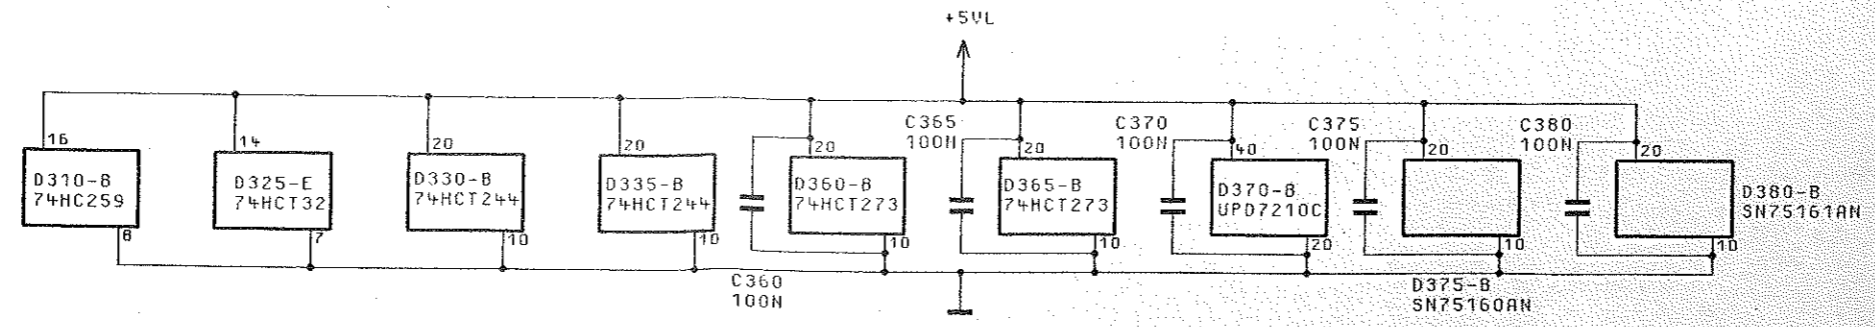 +5VL
16
14
20
20
20
C365
100N
20
C370
100N
40
C375
100N
20
C380
100N
20
D310-B
74HC259
D325-E
74HCT32
D330-B
74HCT244
D335-B
74HCT244
D360-B
74HCT273
D365-B
74HCT273
D370-B
UPD7210C
D380-B
SN75161AN
8
7
10
10
10
10
20
10
10
C360
100N
D375-B
SN75160AN